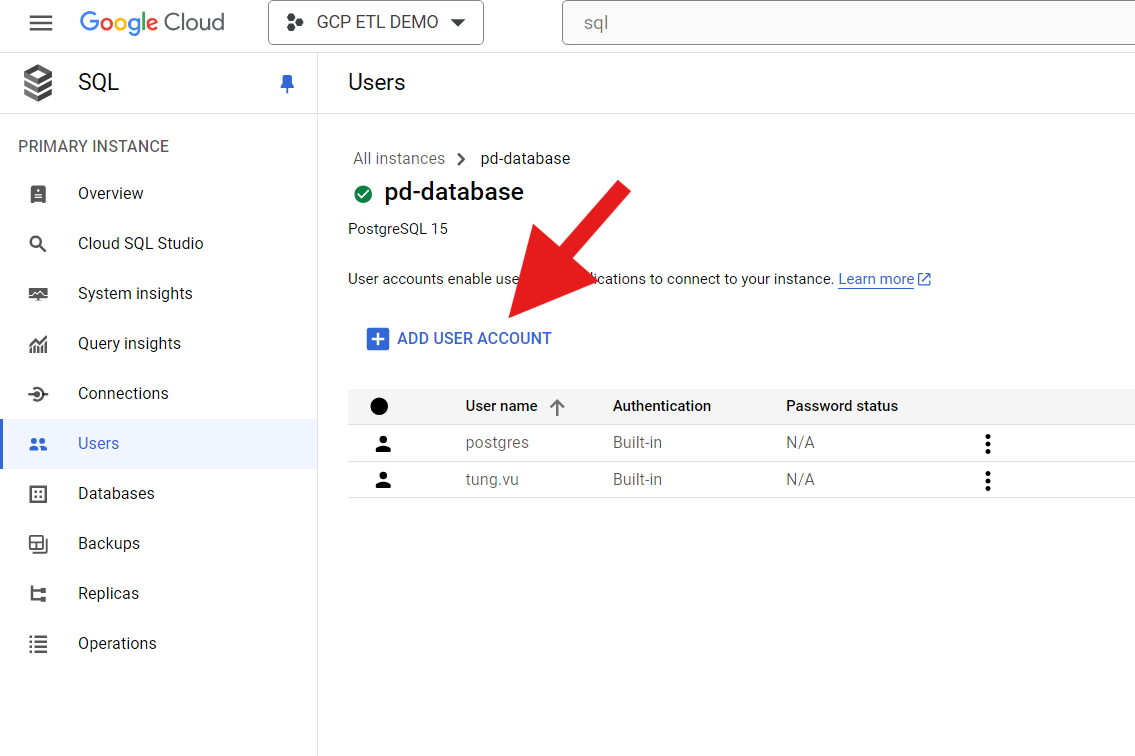 Google Cloud
GCP ETL DEMO
sql
SQL
Users
PRIMARY INSTANCE
Overview
Cloud SQL Studio
System insights
Query insights
Connections
Users
Databases
Backups
Replicas
Operations
All instances pd-database
pd-database
PostgreSQL 15
User accounts enable to connect to your instance. Learn more
ADD USER ACCOUNT
User name Authentication Password status
postgres Built-in N/A
tung.vu Built-in N/A